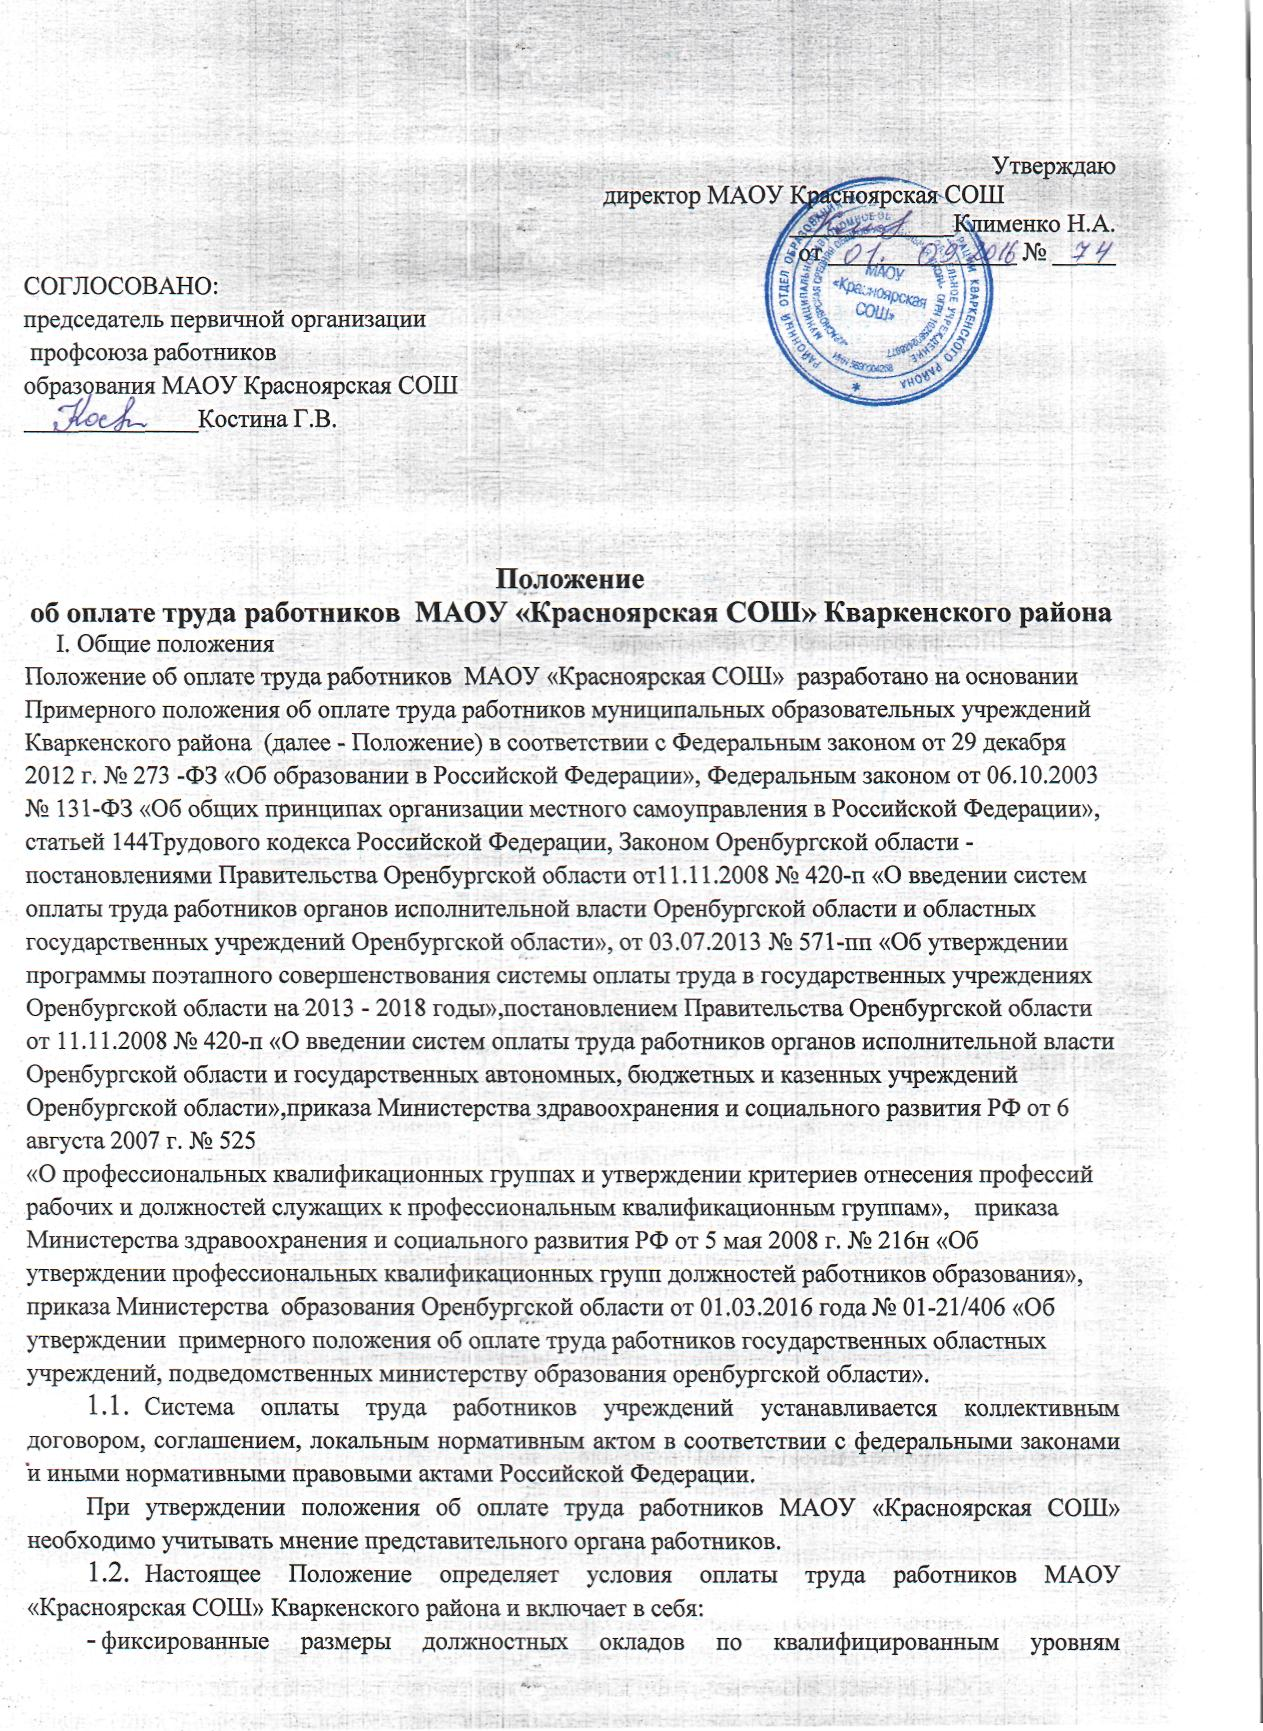 Утверждаю
директор МАОУ Красноярская СОШ
_____________Клименко Н.А.
от 01. 09 2016 № 74
МАОУ
«Красноярская
СОШ»
СОГЛОСОВАНО:
председатель первичной организации
профсоюза работников
образования МАОУ Красноярская СОШ
______________Костина Г.В.
Положение
об оплате труда работников МАОУ «Красноярская СОШ» Кваркенского района
I. Общие положения
Положение об оплате труда работников МАОУ «Красноярская СОШ» разработано на основании
Примерного положения об оплате труда работников муниципальных образовательных учреждений
Кваркенского района (далее - Положение) в соответствии с Федеральным законом от 29 декабря
2012 г. № 273 -ФЗ «Об образовании в Российской Федерации», Федеральным законом от 06.10.2003
№ 131-ФЗ «Об общих принципах организации местного самоуправления в Российской Федерации»,
статьей 144Трудового кодекса Российской Федерации, Законом Оренбургской области -
постановлениями Правительства Оренбургской области от11.11.2008 № 420-п «О введении систем
оплаты труда работников органов исполнительной власти Оренбургской области и областных
государственных учреждений Оренбургской области», от 03.07.2013 № 571-пп «Об утверждении
программы поэтапного совершенствования системы оплаты труда в государственных учреждениях
Оренбургской области на 2013 - 2018 годы»,постановлением Правительства Оренбургской области
от 11.11.2008 № 420-п «О введении систем оплаты труда работников органов исполнительной власти
Оренбургской области и государственных автономных, бюджетных и казенных учреждений
Оренбургской области»,приказа Министерства здравоохранения и социального развития РФ от 6
августа 2007 г. № 525
«О профессиональных квалификационных группах и утверждении критериев отнесения профессий
рабочих и должностей служащих к профессиональным квалификационным группам», приказа
Министерства здравоохранения и социального развития РФ от 5 мая 2008 г. № 216н «Об
утверждении профессиональных квалификационных групп должностей работников образования»,
приказа Министерства образования Оренбургской области от 01.03.2016 года № 01-21/406 «Об
утверждении примерного положения об оплате труда работников государственных областных
учреждений, подведомственных министерству образования оренбургской области».
1.1. Система оплаты труда работников учреждений устанавливается коллективным
договором, соглашением, локальным нормативным актом в соответствии с федеральными законами
и иными нормативными правовыми актами Российской Федерации.
При утверждении положения об оплате труда работников МАОУ «Красноярская СОШ»
необходимо учитывать мнение представительного органа работников.
1.2. Настоящее Положение определяет условия оплаты труда работников МАОУ
«Красноярская СОШ» Кваркенского района и включает в себя:
- фиксированные размеры должностных окладов по квалифицированным уровням